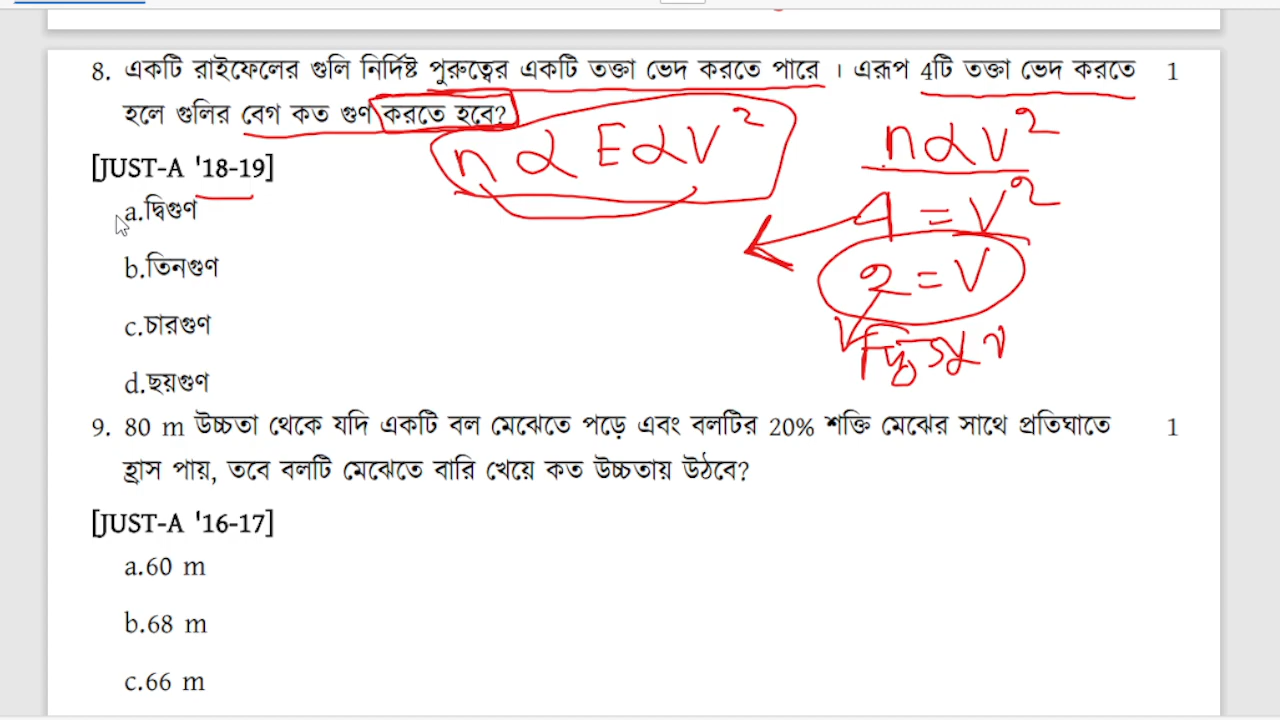 8. একটি রাইফেলের গুলি নির্দিষ্ট পুরুত্বের একটি তক্তা ভেদ করতে পারে । এরূপ 4টি তক্তা ভেদ করতে 1
হলে গুলির বেগ কত গুণ করতে হবে?
n ∝ E ∝ V²
n ∝ V²
[JUST-A '18-19]
4 = V²
a.দ্বিগুণ
2 = V
b.তিনগুণ
c.চারগুণ
দ্বিগুণ
d.ছয়গুণ
9. 80 m উচ্চতা থেকে যদি একটি বল মেঝেতে পড়ে এবং বলটির 20% শক্তি মেঝের সাথে প্রতিঘাতে 1
হ্রাস পায়, তবে বলটি মেঝেতে বারি খেয়ে কত উচ্চতায় উঠবে?
[JUST-A '16-17]
a.60 m
b.68 m
c.66 m